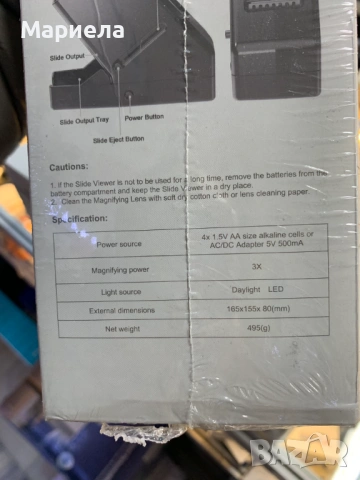 Мариела
Slide Output
Slide Output Tray
Power Button
Slide Eject Button
Cautions:
1. If the Slide Viewer is not to be used for a long time, remove the batteries from the
battery compartment and keep the Slide Viewer in a dry place.
2. Clean the Magnifying Lens with soft dry cotton cloth or lens cleaning paper.
Specification:
Power source
4x 1.5V AA size alkaline cells or
AC/DC Adapter 5V 500mA
Magnifying power
3X
Light source
Daylight LED
External dimensions
165x155x 80(mm)
Net weight
495(g)
BAZAR